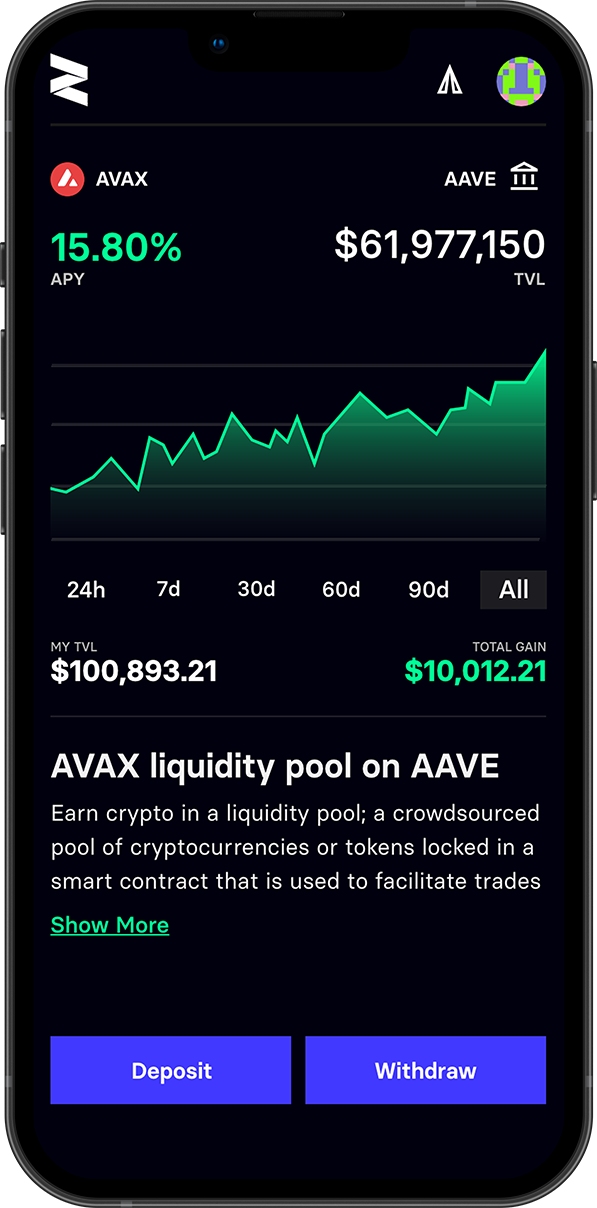 AVAX
AAVE
15.80%
$61,977,150
APY
TVL
24h 7d 30d 60d 90d All
MY TVL
TOTAL GAIN
$100,893.21
$10,012.21
AVAX liquidity pool on AAVE
Earn crypto in a liquidity pool; a crowdsourced
pool of cryptocurrencies or tokens locked in a
smart contract that is used to facilitate trades
Show More
Deposit
Withdraw